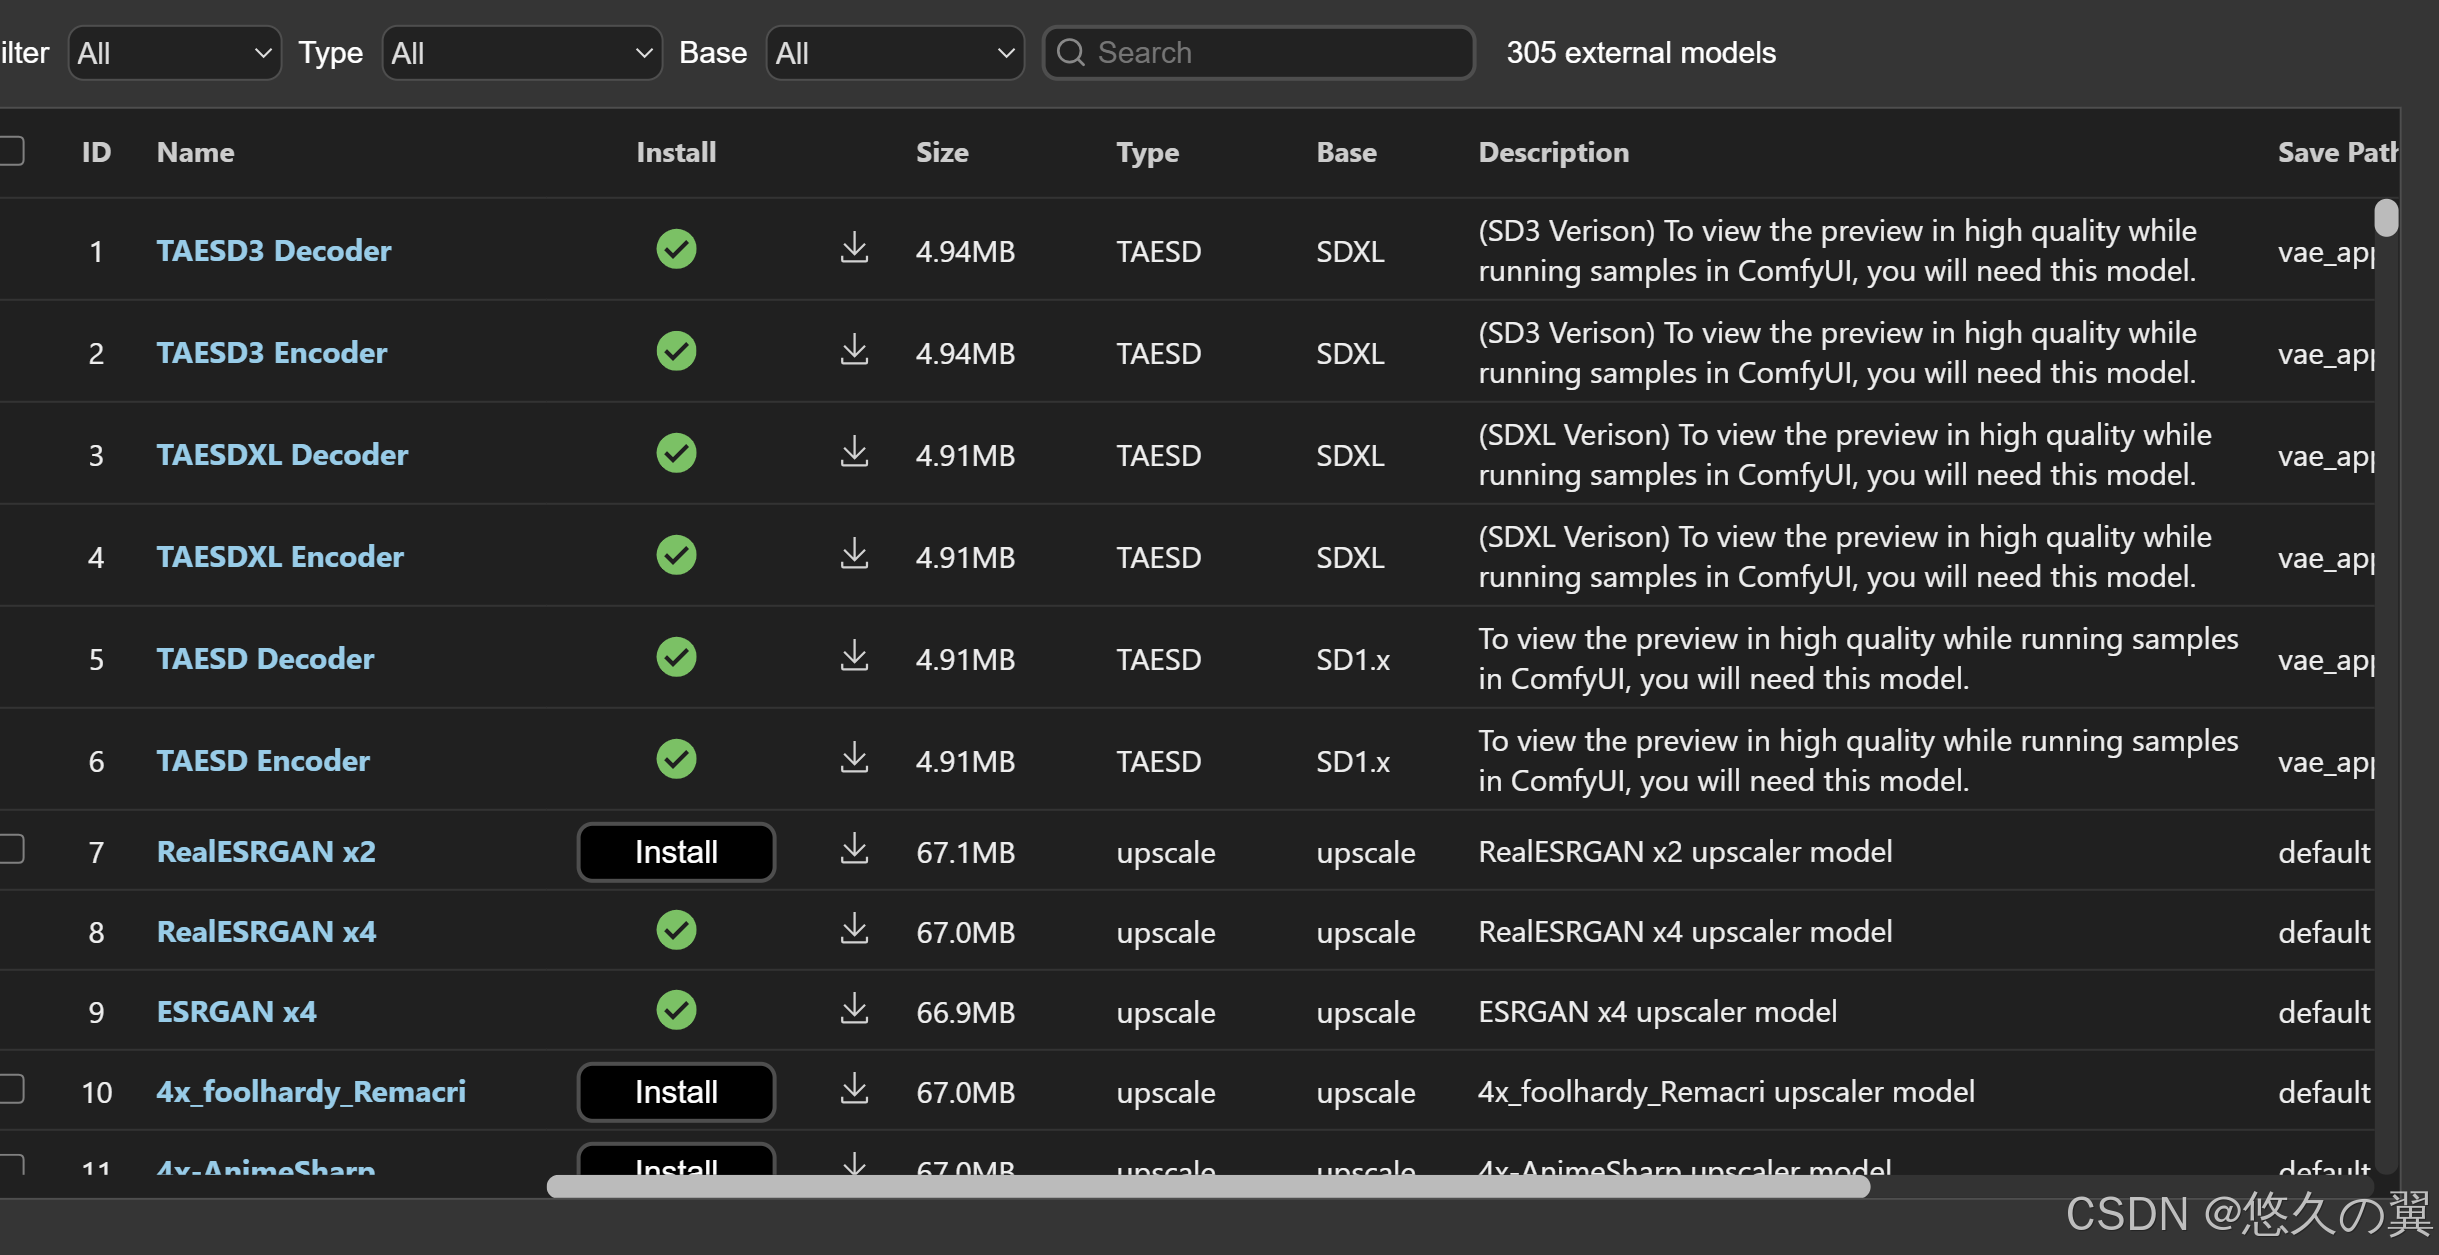 ilter All Type All Base All Search 305 external models
ID Name Install Size Type Base Description Save Path
1 TAESD3 Decoder 4.94MB TAESD SDXL (SD3 Verison) To view the preview in high quality while
running samples in ComfyUI, you will need this model. vae_app
2 TAESD3 Encoder 4.94MB TAESD SDXL (SD3 Verison) To view the preview in high quality while
running samples in ComfyUI, you will need this model. vae_app
3 TAESDXL Decoder 4.91MB TAESD SDXL (SDXL Verison) To view the preview in high quality while
running samples in ComfyUI, you will need this model. vae_app
4 TAESDXL Encoder 4.91MB TAESD SDXL (SDXL Verison) To view the preview in high quality while
running samples in ComfyUI, you will need this model. vae_app
5 TAESD Decoder 4.91MB TAESD SD1.x To view the preview in high quality while running samples
in ComfyUI, you will need this model. vae_app
6 TAESD Encoder 4.91MB TAESD SD1.x To view the preview in high quality while running samples
in ComfyUI, you will need this model. vae_app
7 RealESRGAN x2 Install 67.1MB upscale upscale RealESRGAN x2 upscaler model default
8 RealESRGAN x4 67.0MB upscale upscale RealESRGAN x4 upscaler model default
9 ESRGAN x4 66.9MB upscale upscale ESRGAN x4 upscaler model default
10 4x_foolhardy_Remacri Install 67.0MB upscale upscale 4x_foolhardy_Remacri upscaler model default
11 4x-AnimeSharp Install 67.0MB upscale upscale 4x-AnimeSharp upscaler model default
CSDN @悠久の翼